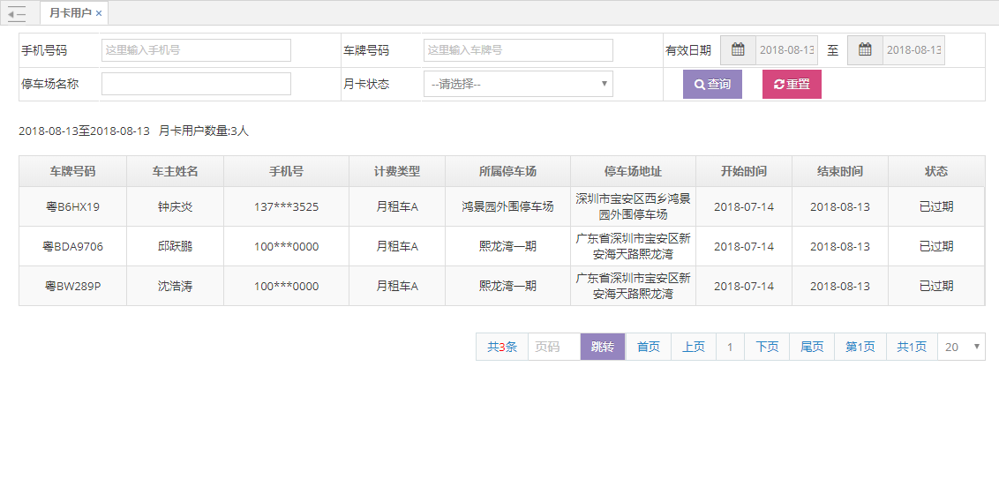 月卡用户 ×
手机号码 这里输入手机号 车牌号码 这里输入车牌号 有效日期 2018-08-13 至 2018-08-13
停车场名称 月卡状态 --请选择-- 查询 重置
2018-08-13至2018-08-13 月卡用户数量:3人
车牌号码 车主姓名 手机号 计费类型 所属停车场 停车场地址 开始时间 结束时间 状态
粤B6HX19 钟庆炎 137***3525 月租车A 鸿景园外围停车场 深圳市宝安区西乡鸿景 2018-07-14 2018-08-13 已过期
园外围停车场
粤BDA9706 邱跃鹏 100***0000 月租车A 熙龙湾一期 广东省深圳市宝安区新 2018-07-14 2018-08-13 已过期
安海天路熙龙湾
粤BW289P 沈浩涛 100***0000 月租车A 熙龙湾一期 广东省深圳市宝安区新 2018-07-14 2018-08-13 已过期
安海天路熙龙湾
共3条 页码 跳转 首页 上页 1 下页 尾页 第1页 共1页 20